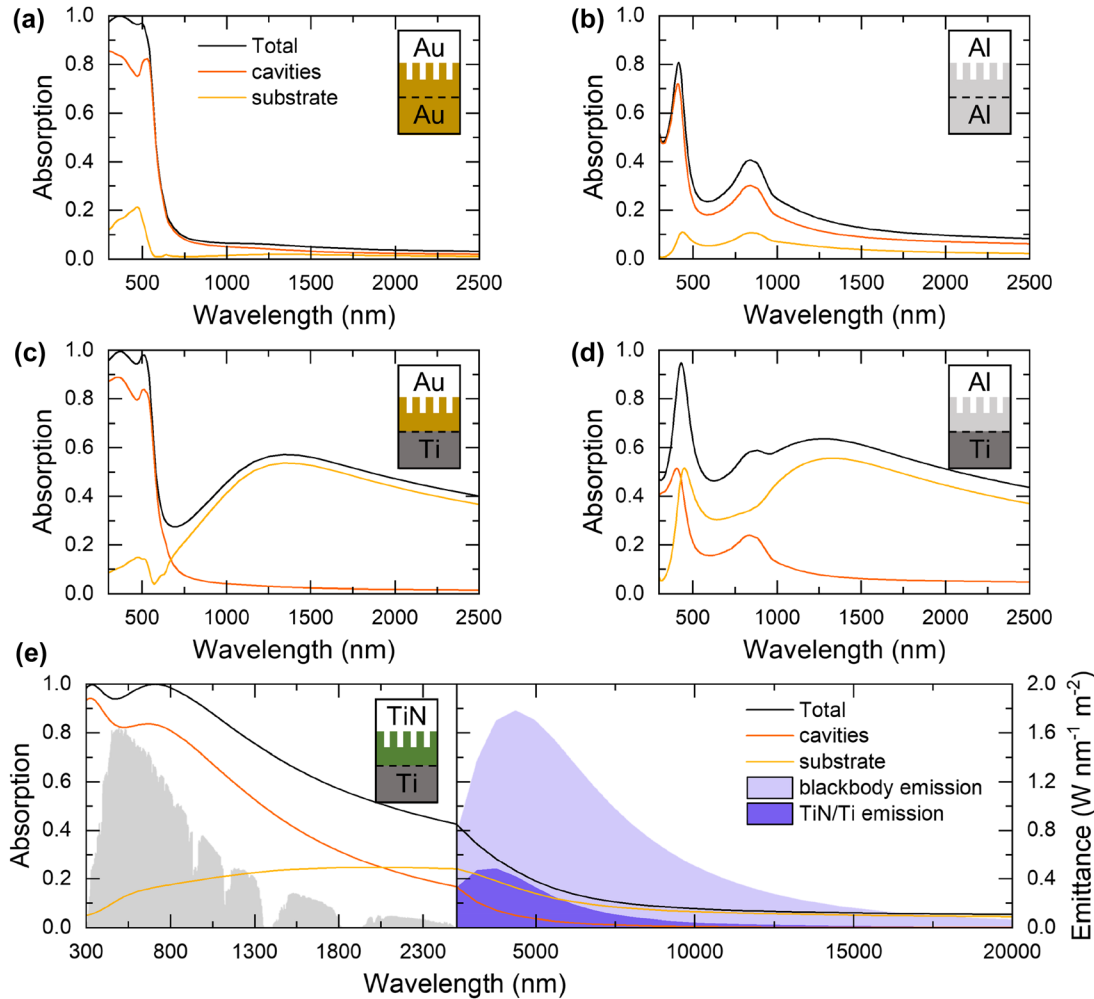 (a)
1.0
0.8
0.6
0.4
0.2
0.0
Absorption
Total
cavities
substrate
Au
Au
500 1000 1500 2000 2500
Wavelength (nm)
(b)
1.0
0.8
0.6
0.4
0.2
0.0
Absorption
Al
Al
500 1000 1500 2000 2500
Wavelength (nm)
(c)
1.0
0.8
0.6
0.4
0.2
0.0
Absorption
Au
Ti
500 1000 1500 2000 2500
Wavelength (nm)
(d)
1.0
0.8
0.6
0.4
0.2
0.0
Absorption
Al
Ti
500 1000 1500 2000 2500
Wavelength (nm)
(e)
1.0
0.8
0.6
0.4
0.2
0.0
Absorption
TiN
Ti
Total
cavities
substrate
blackbody emission
TiN/Ti emission
2.0
1.6
1.2
0.8
0.4
0.0
Emittance (W nm⁻¹ m⁻²)
300 800 1300 1800 2300 5000 10000 15000 20000
Wavelength (nm)